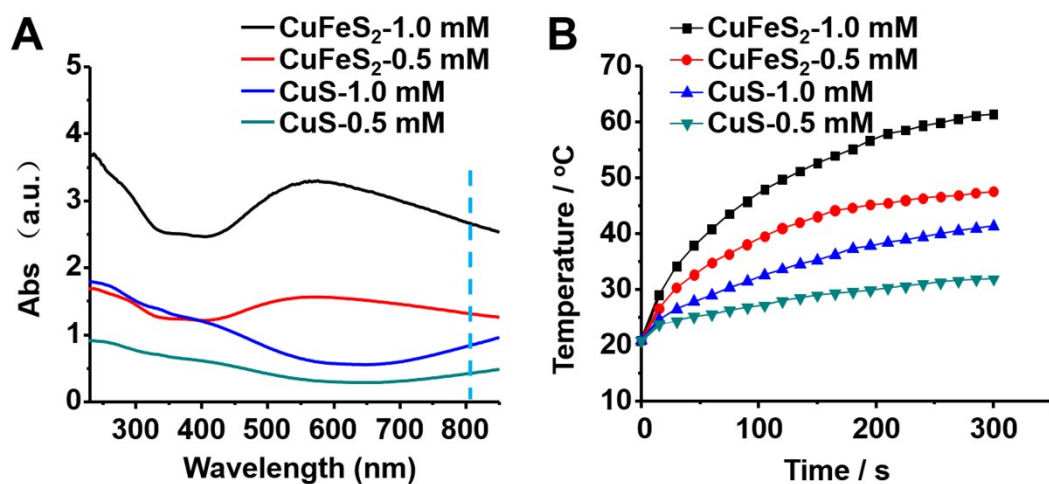 A
CuFeS₂-1.0 mM
CuFeS₂-0.5 mM
CuS-1.0 mM
CuS-0.5 mM
5
4
3
2
1
0
Abs （a.u.）
300 400 500 600 700 800
Wavelength (nm)
B
CuFeS₂-1.0 mM
CuFeS₂-0.5 mM
CuS-1.0 mM
CuS-0.5 mM
70
60
50
40
30
20
10
Temperature / °C
0 100 200 300
Time / s